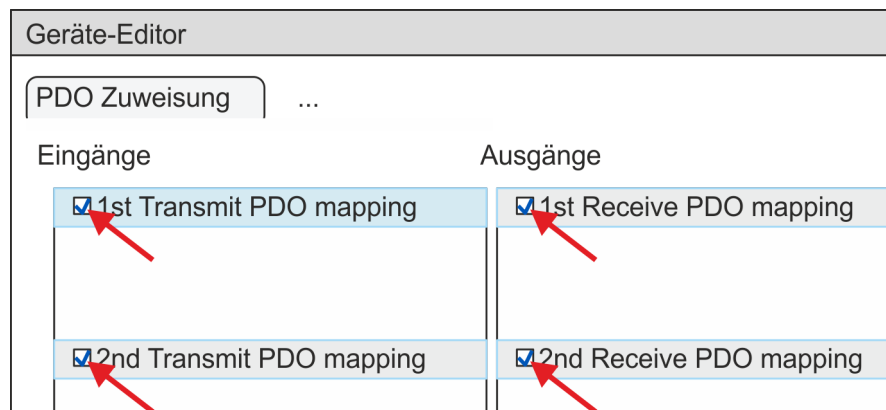 Geräte-Editor
PDO Zuweisung ...
Eingänge Ausgänge
1st Transmit PDO mapping 1st Receive PDO mapping
2nd Transmit PDO mapping 2nd Receive PDO mapping